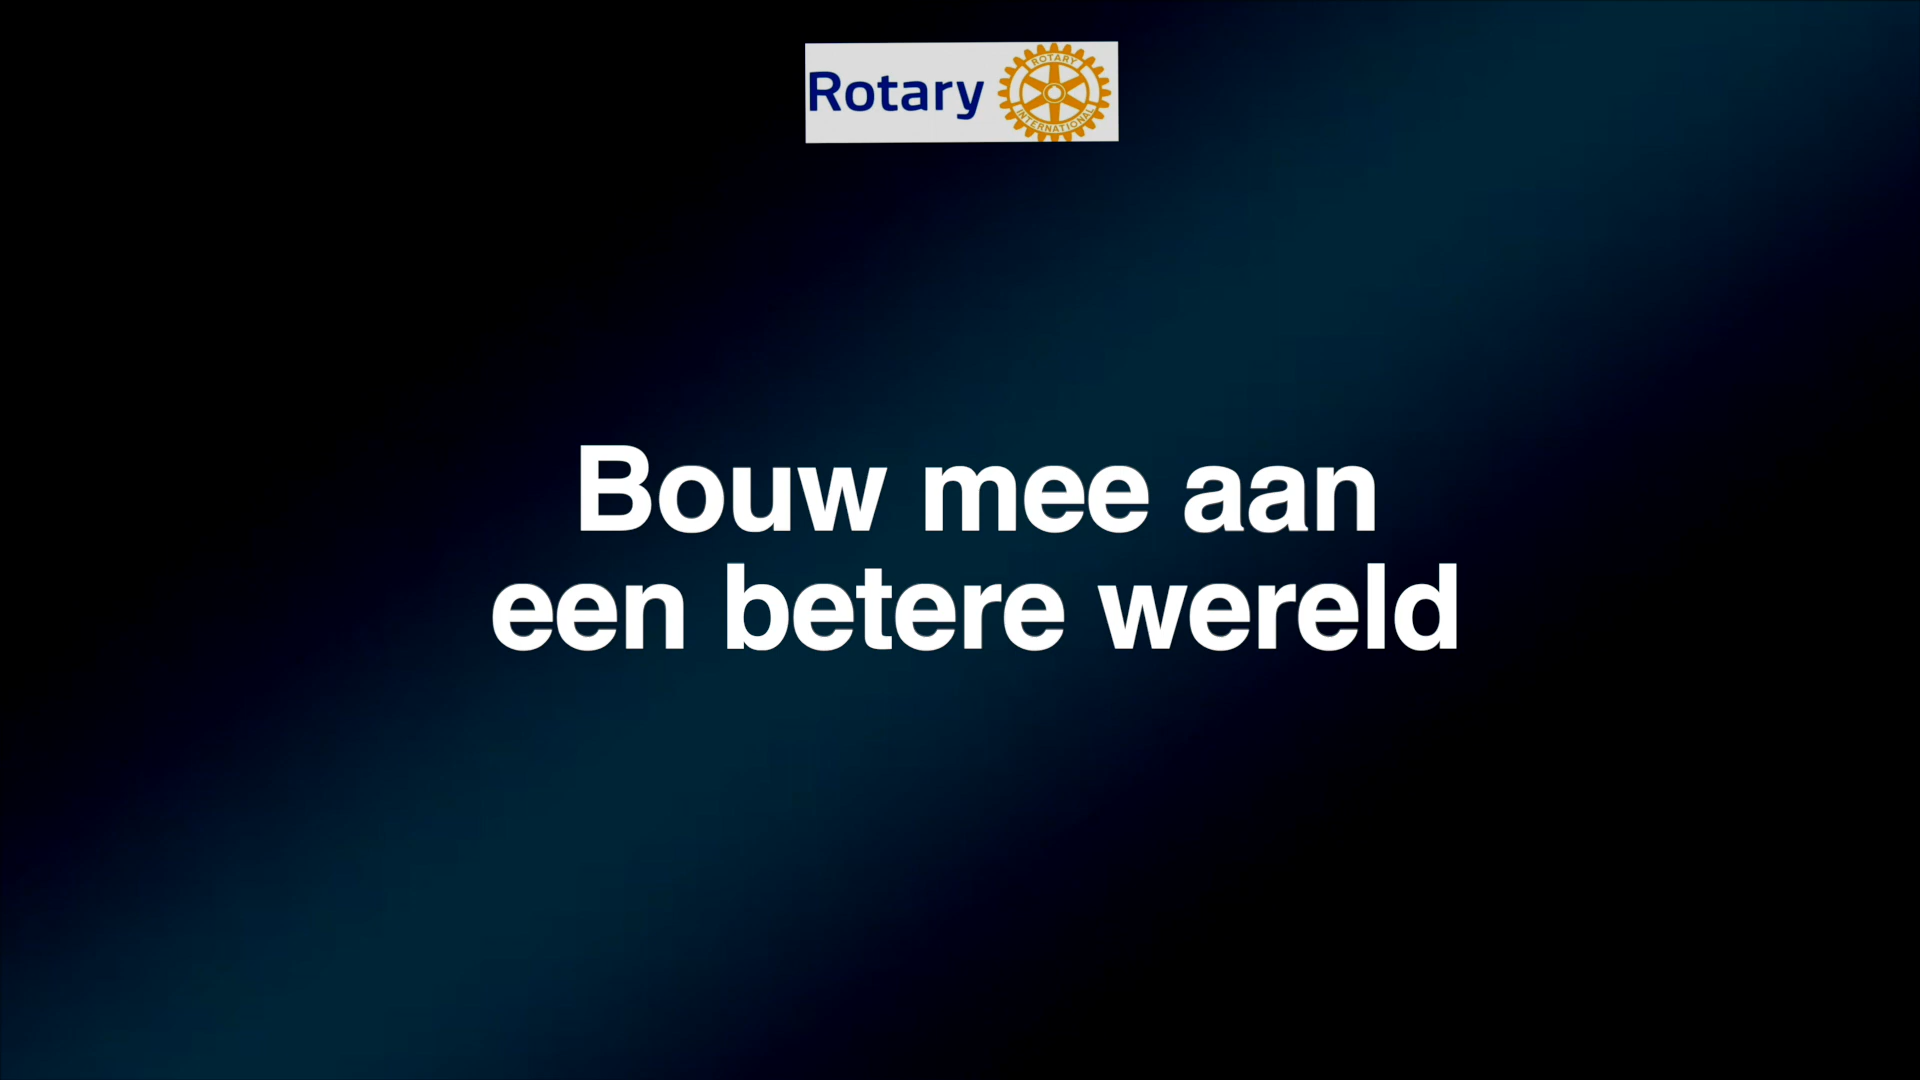 Rotary
ROTARY
INTERNATIONAL
Bouw mee aan
een betere wereld